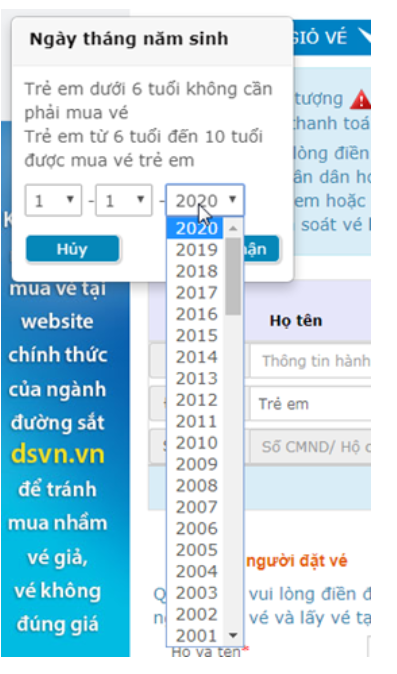 Ngày tháng năm sinh
GIỎ VÉ
Trẻ em dưới 6 tuổi không cần
phải mua vé
Trẻ em từ 6 tuổi đến 10 tuổi
được mua vé trẻ em
1 - 1 - 2020
Hủy
2020
2019
2018
2017
2016
2015
2014
2013
2012
2011
2010
2009
2008
2007
2006
2005
2004
2003
2002
2001
tượng
thanh toá
lòng điền
em hoặc
soát vé
mua vé tại
website
chính thức
của ngành
đường sắt
dsvn.vn
để tránh
mua nhầm
vé giả,
vé không
đúng giá
Họ tên
Thông tin hành
Trẻ em
Số CMND/ Hộ c
người đặt vé
vui lòng điền đ
vé và lấy vé tạ
Họ và tên*